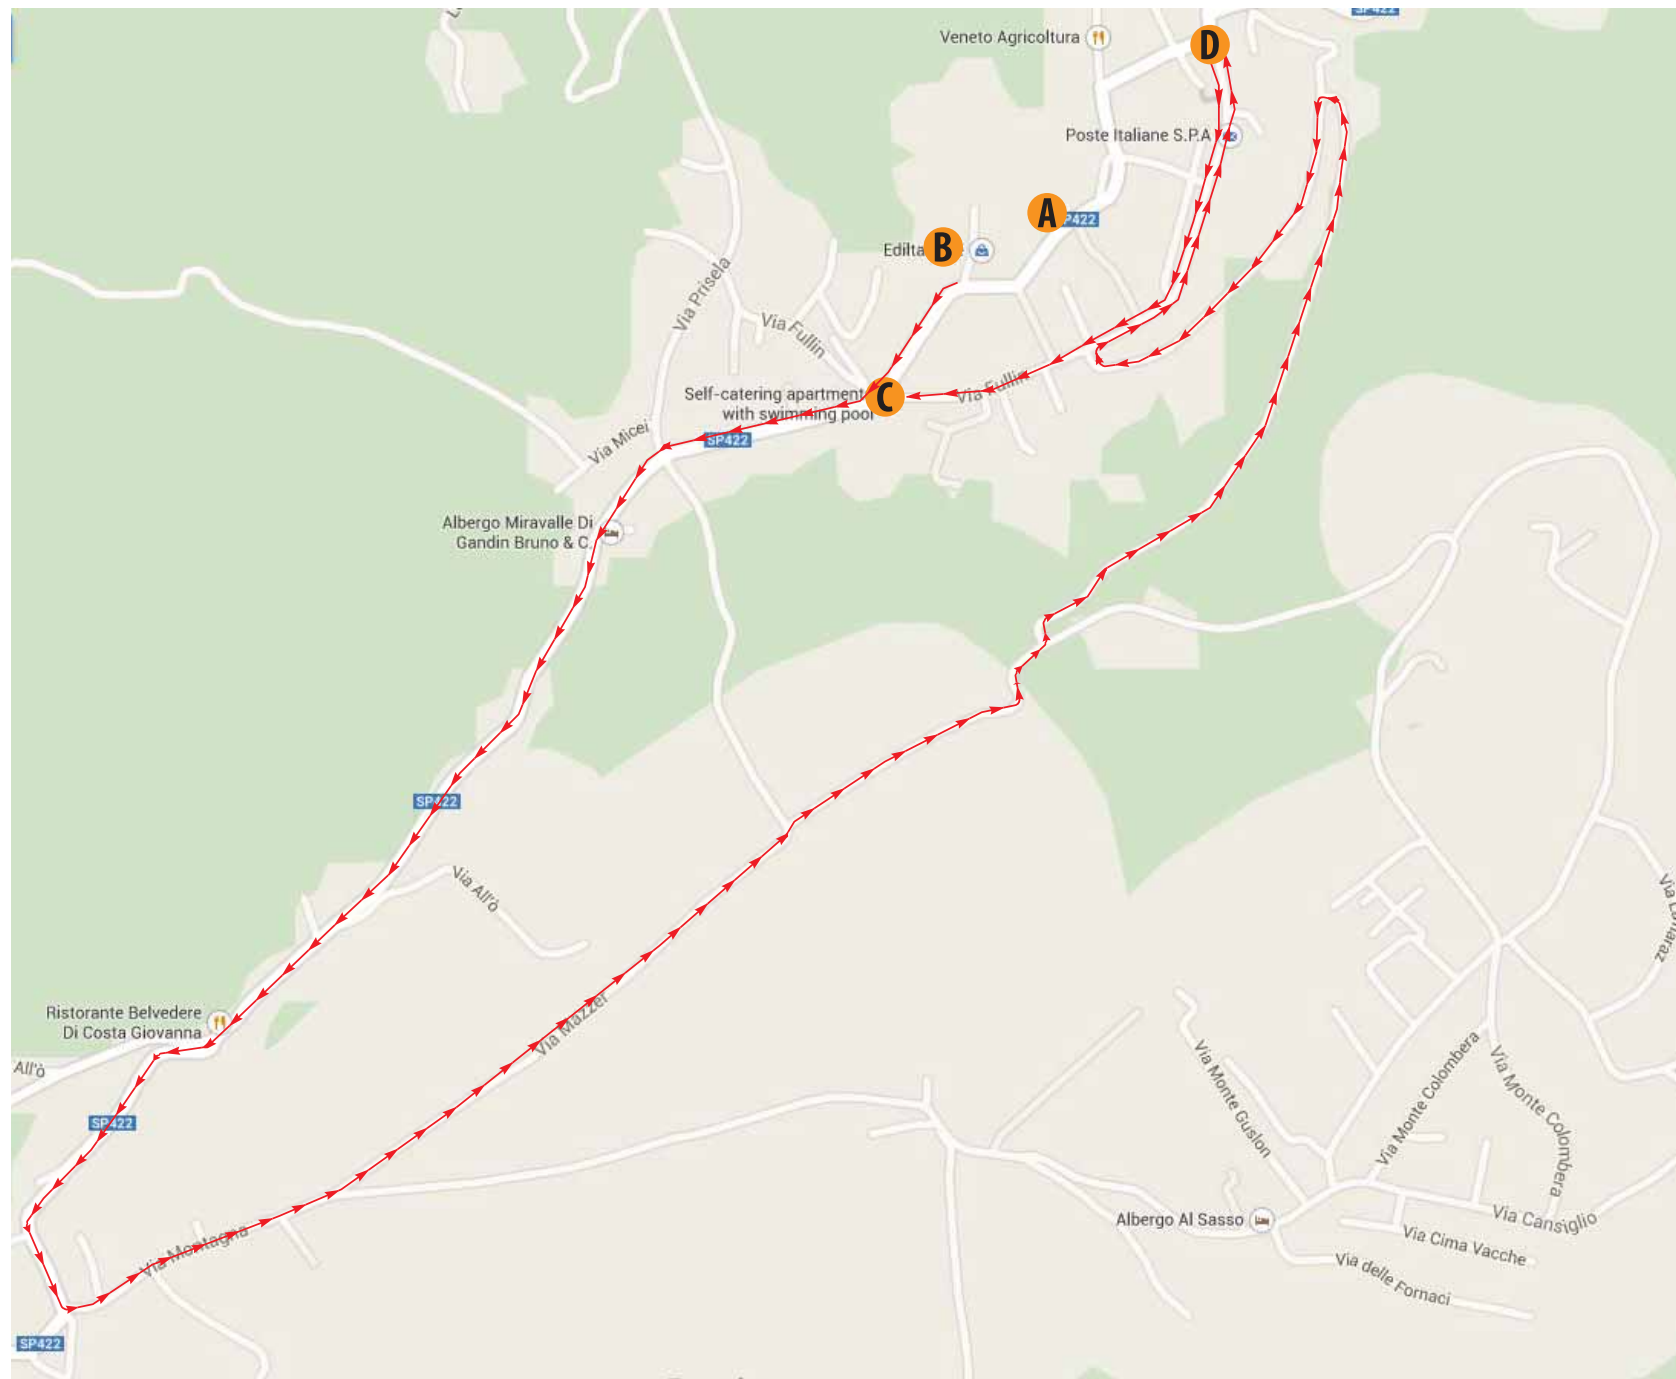 SP422
Veneto Agricoltura
D
Poste Italiane S.P.A
A
P422
Edilta
B
Via Prisela
Via Fullin
Self-catering apartment
with swimming pool
C
Via Fullin
Via Micei
SP422
Albergo Miravalle Di
Gandin Bruno & C.
SP422
Via All'ò
Ristorante Belvedere
Di Costa Giovanna
All'ò
Via Mazzer
SP422
Via Montagna
SP422
Via Monte Guslon
Via Monte Colombera
Via Monte Colombera
Albergo Al Sasso
Via Cansiglio
Via Cima Vacche
Via delle Fornaci